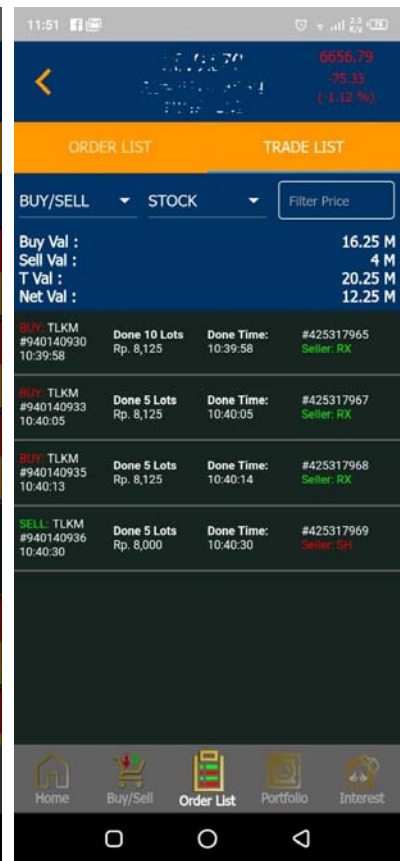 11:51
6656.79
-75.33
(-1.12 %)
ORDER LIST TRADE LIST
BUY/SELL STOCK Filter Price
Buy Val : 16.25 M
Sell Val : 4 M
T Val : 20.25 M
Net Val : 12.25 M
BUY: TLKM
#940140930
10:39:58
Done 10 Lots
Rp. 8,125
Done Time:
10:39:58
#425317965
Seller: RX
BUY: TLKM
#940140933
10:40:05
Done 5 Lots
Rp. 8,125
Done Time:
10:40:05
#425317967
Seller: RX
BUY: TLKM
#940140935
10:40:13
Done 5 Lots
Rp. 8,125
Done Time:
10:40:14
#425317968
Seller: RX
SELL: TLKM
#940140936
10:40:30
Done 5 Lots
Rp. 8,000
Done Time:
10:40:30
#425317969
Seller: SH
Home Buy/Sell Order List Portfolio Interest